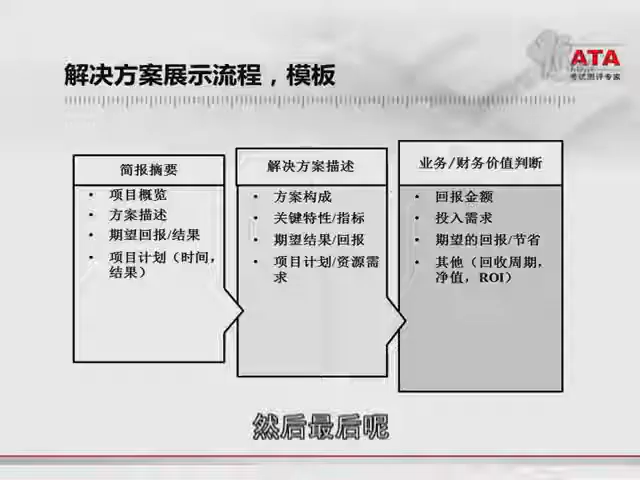 ATA
考试测评专家
解决方案展示流程，模板
简报摘要
• 项目概览
• 方案描述
• 期望回报/结果
• 项目计划（时间，
结果）
解决方案描述
• 方案构成
• 关键特性/指标
• 期望结果/回报
• 项目计划/资源需
求
业务/财务价值判断
• 回报金额
• 投入需求
• 期望的回报/节省
• 其他（回收周期，
净值，ROI）
然后最后呢